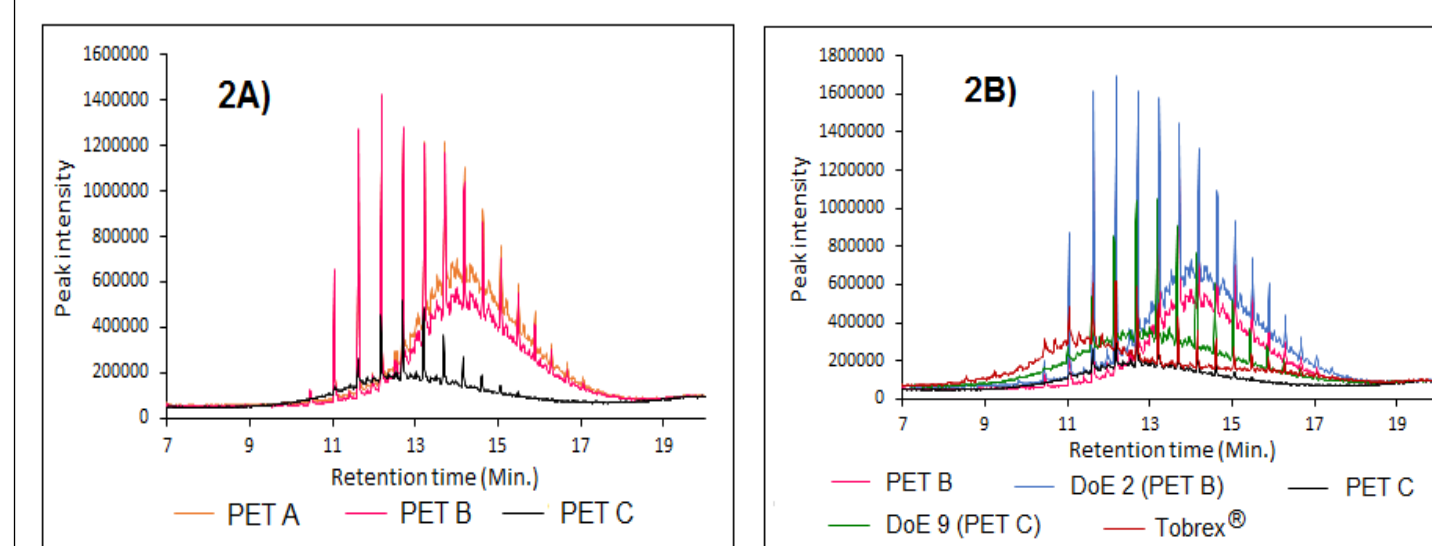 2A)
Peak intensity
1600000
1400000
1200000
1000000
800000
600000
400000
200000
0
7 9 11 13 15 17 19
Retention time (Min.)
PET A PET B PET C
2B)
Peak intensity
1800000
1600000
1400000
1200000
1000000
800000
600000
400000
200000
0
7 9 11 13 15 17 19
Retention time (Min.)
PET B DoE 2 (PET B) PET C
DoE 9 (PET C) Tobrex®